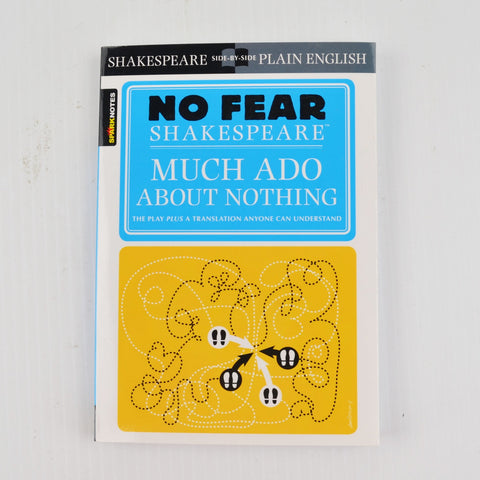 SHAKESPEARE SIDE-BY-SIDE PLAIN ENGLISH
SPARKNOTES
NO FEAR
SHAKESPEARE™
MUCH ADO
ABOUT NOTHING
THE PLAY PLUS A TRANSLATION ANYONE CAN UNDERSTAND